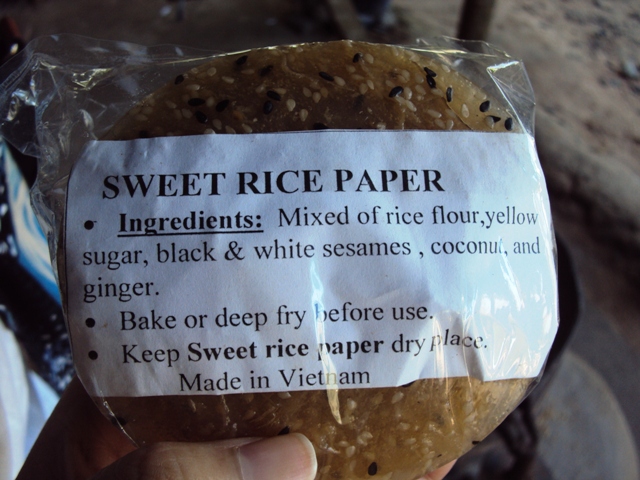 SWEET RICE PAPER
• Ingredients: Mixed of rice flour,yellow
sugar, black & white sesames , coconut, and
ginger.
• Bake or deep fry before use.
• Keep Sweet rice paper dry place.
Made in Vietnam